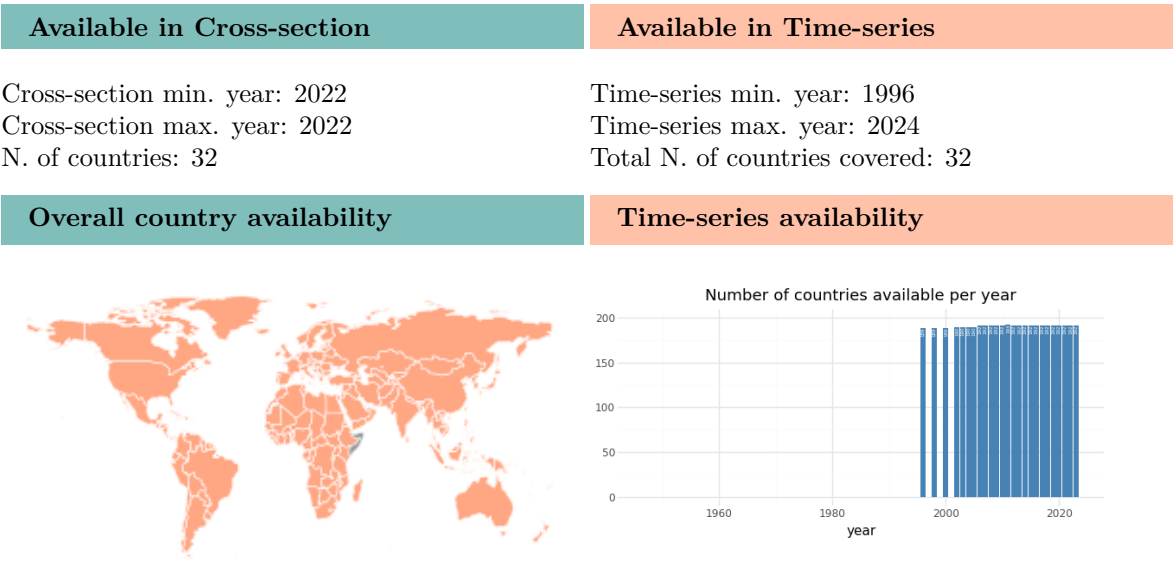 Available in Cross-section
Cross-section min. year: 2022
Cross-section max. year: 2022
N. of countries: 32
Available in Time-series
Time-series min. year: 1996
Time-series max. year: 2024
Total N. of countries covered: 32
Overall country availability
Time-series availability
Number of countries available per year
200
150
100
50
0
1960 1980 2000 2020
year